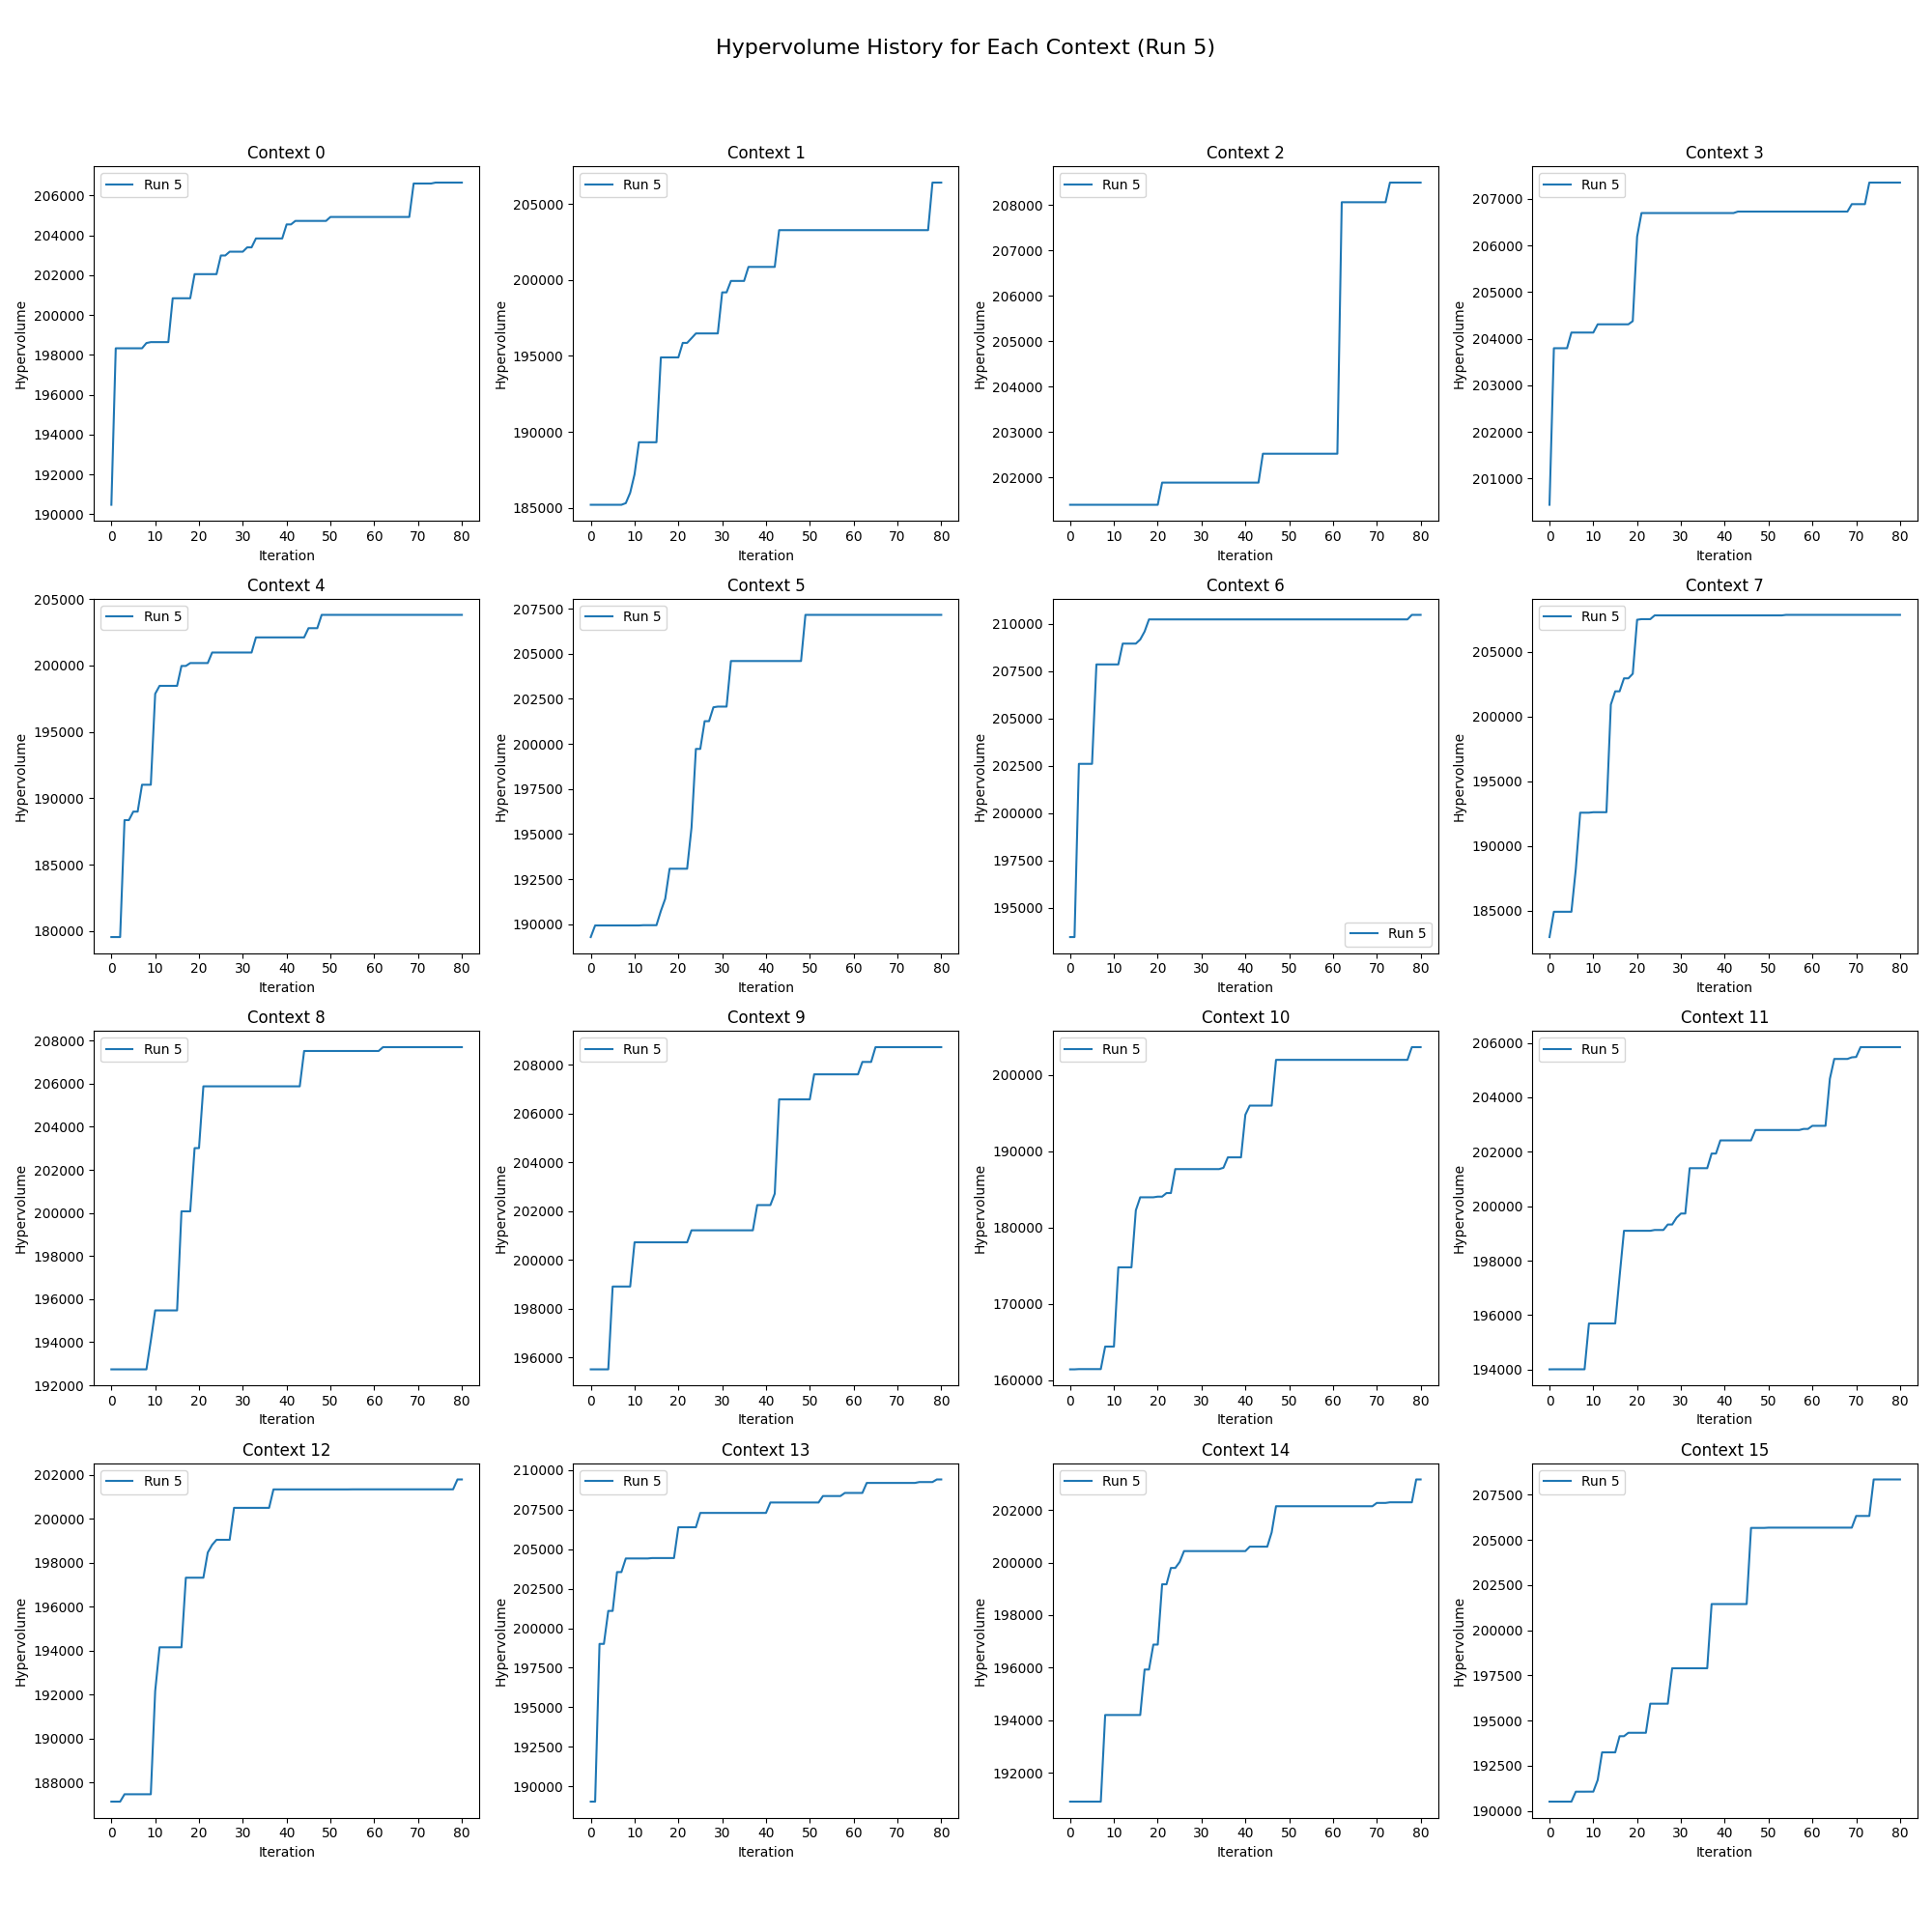 Hypervolume History for Each Context (Run 5)
Context 0
Run 5
206000
204000
202000
200000
198000
196000
194000
192000
190000
Hypervolume
0 10 20 30 40 50 60 70 80
Iteration
Context 1
Run 5
205000
200000
195000
190000
185000
Hypervolume
0 10 20 30 40 50 60 70 80
Iteration
Context 2
Run 5
208000
207000
206000
205000
204000
203000
202000
Hypervolume
0 10 20 30 40 50 60 70 80
Iteration
Context 3
Run 5
207000
206000
205000
204000
203000
202000
201000
Hypervolume
0 10 20 30 40 50 60 70 80
Iteration
Context 4
Run 5
205000
200000
195000
190000
185000
180000
Hypervolume
0 10 20 30 40 50 60 70 80
Iteration
Context 5
Run 5
207500
205000
202500
200000
197500
195000
192500
190000
Hypervolume
0 10 20 30 40 50 60 70 80
Iteration
Context 6
Run 5
210000
207500
205000
202500
200000
197500
195000
Hypervolume
0 10 20 30 40 50 60 70 80
Iteration
Context 7
Run 5
205000
200000
195000
190000
185000
Hypervolume
0 10 20 30 40 50 60 70 80
Iteration
Context 8
Run 5
208000
206000
204000
202000
200000
198000
196000
194000
192000
Hypervolume
0 10 20 30 40 50 60 70 80
Iteration
Context 9
Run 5
208000
206000
204000
202000
200000
198000
196000
Hypervolume
0 10 20 30 40 50 60 70 80
Iteration
Context 10
Run 5
200000
190000
180000
170000
160000
Hypervolume
0 10 20 30 40 50 60 70 80
Iteration
Context 11
Run 5
206000
204000
202000
200000
198000
196000
194000
Hypervolume
0 10 20 30 40 50 60 70 80
Iteration
Context 12
Run 5
202000
200000
198000
196000
194000
192000
190000
188000
Hypervolume
0 10 20 30 40 50 60 70 80
Iteration
Context 13
Run 5
210000
207500
205000
202500
200000
197500
195000
192500
190000
Hypervolume
0 10 20 30 40 50 60 70 80
Iteration
Context 14
Run 5
202000
200000
198000
196000
194000
192000
Hypervolume
0 10 20 30 40 50 60 70 80
Iteration
Context 15
Run 5
207500
205000
202500
200000
197500
195000
192500
190000
Hypervolume
0 10 20 30 40 50 60 70 80
Iteration